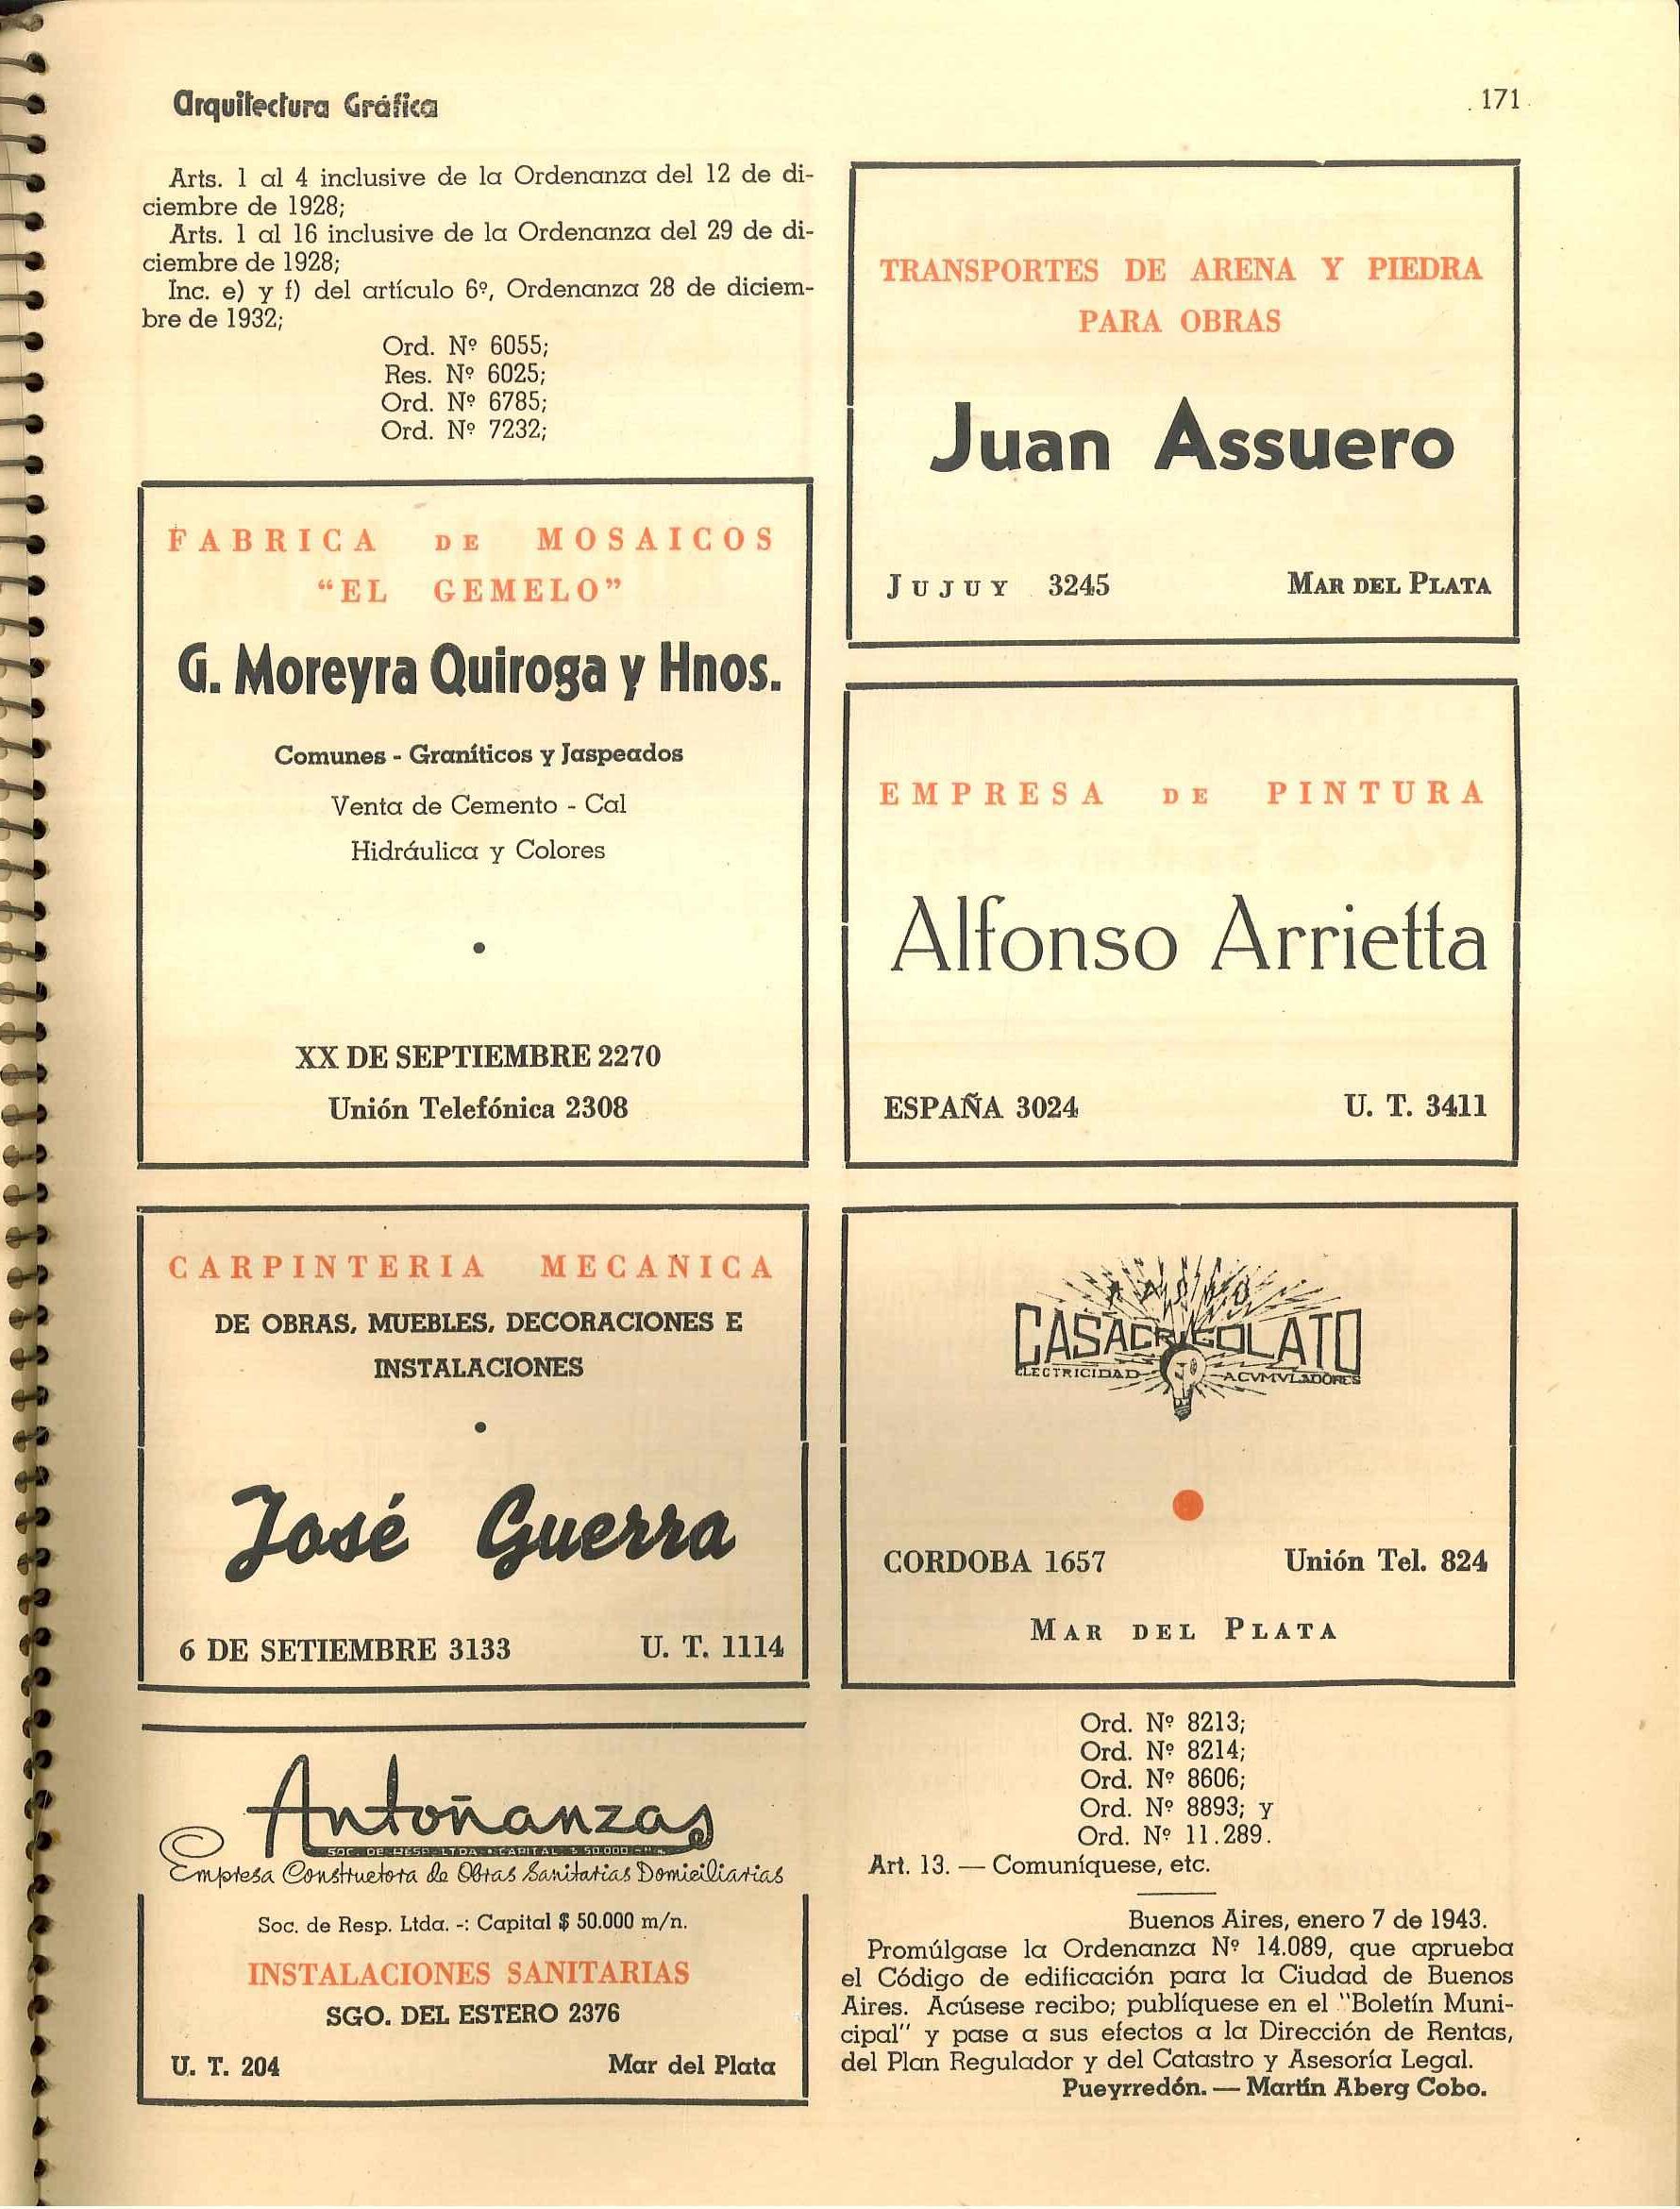 Arquitectura Gráfica
171
Arts. 1 al 4 inclusive de la Ordenanza del 12 de di-
ciembre de 1928;
Arts. 1 al 16 inclusive de la Ordenanza del 29 de di-
ciembre de 1928;
Inc. e) y f) del artículo 6º, Ordenanza 28 de diciem-
bre de 1932;
Ord. Nº 6055;
Res. Nº 6025;
Ord. Nº 6785;
Ord. Nº 7232;
FABRICA DE MOSAICOS
"EL GEMELO"
G. Moreyra Quiroga y Hnos.
Comunes - Graníticos y Jaspeados
Venta de Cemento - Cal
Hidráulica y Colores
XX DE SEPTIEMBRE 2270
Unión Telefónica 2308
CARPINTERIA MECANICA
DE OBRAS, MUEBLES, DECORACIONES E
INSTALACIONES
José Guerra
6 DE SETIEMBRE 3133 U. T. 1114
Antoñanzas
SOC. DE RESP. LTDA. • CAPITAL $ 50.000 m/n.
Empresa Constructora de Obras Sanitarias Domiciliarias
Soc. de Resp. Ltda. -: Capital $ 50.000 m/n.
INSTALACIONES SANITARIAS
SGO. DEL ESTERO 2376
U. T. 204 Mar del Plata
TRANSPORTES DE ARENA Y PIEDRA
PARA OBRAS
Juan Assuero
JUJUY 3245 MAR DEL PLATA
EMPRESA DE PINTURA
Alfonso Arrietta
ESPAÑA 3024 U. T. 3411
RADIO
CASA CRIGOLATO
ELECTRICIDAD ACVMVLADORES
CORDOBA 1657 Unión Tel. 824
MAR DEL PLATA
Ord. Nº 8213;
Ord. Nº 8214;
Ord. Nº 8606;
Ord. Nº 8893; y
Ord. Nº 11.289.
Art. 13. — Comuníquese, etc.
Buenos Aires, enero 7 de 1943.
Promúlgase la Ordenanza Nº 14.089, que aprueba
el Código de edificación para la Ciudad de Buenos
Aires. Acúsese recibo; publíquese en el "Boletín Muni-
cipal" y pase a sus efectos a la Dirección de Rentas,
del Plan Regulador y del Catastro y Asesoría Legal.
Pueyrredón. — Martín Aberg Cobo.